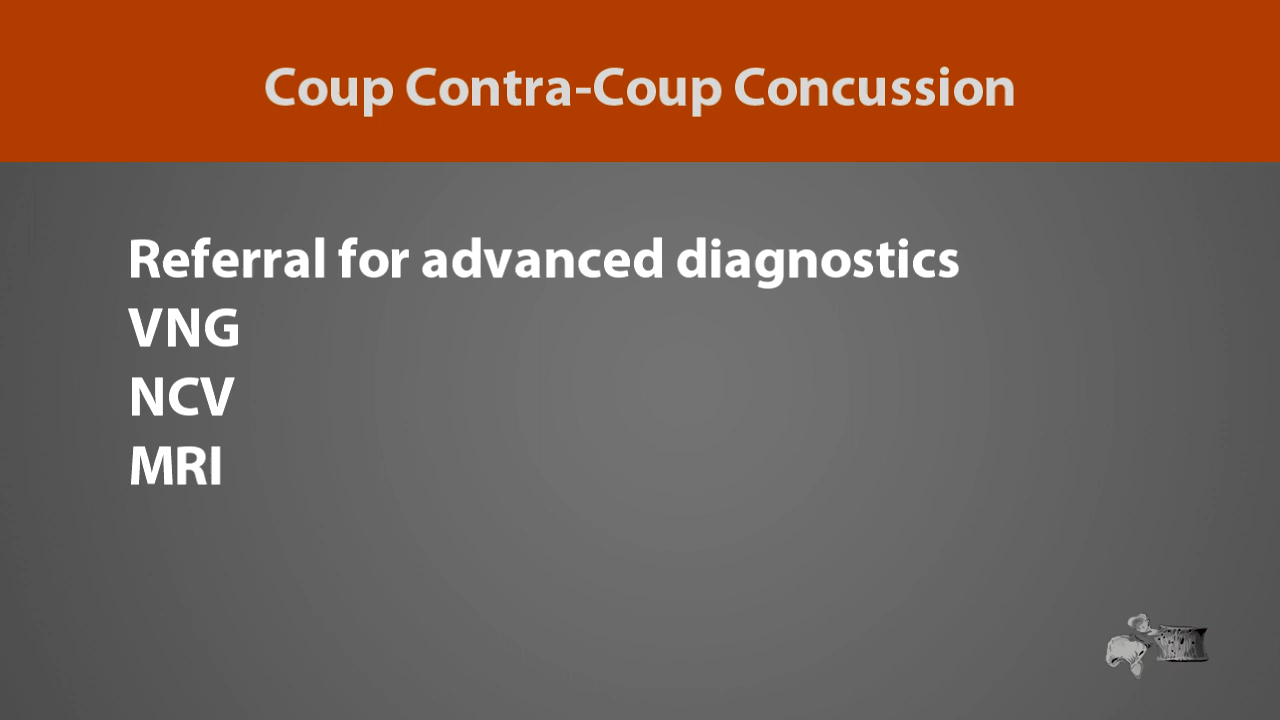 Coup Contra-Coup Concussion
Referral for advanced diagnostics
VNG
NCV
MRI